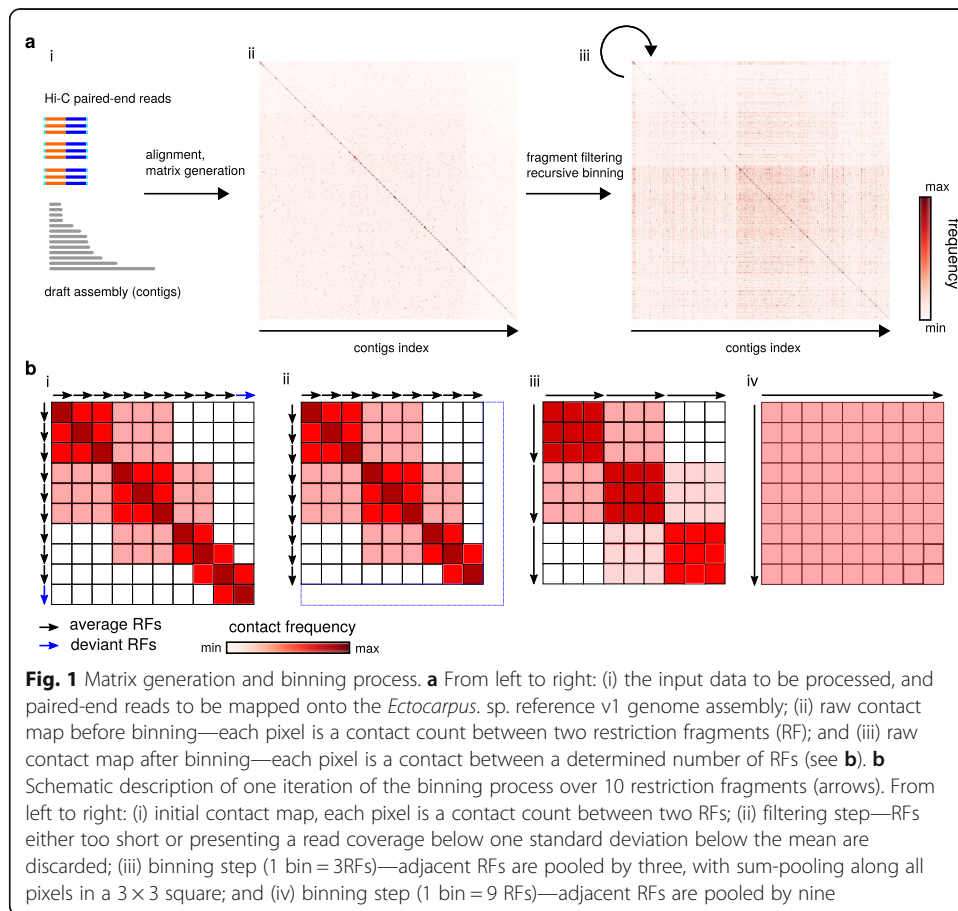 a
i
ii
iii
Hi-C paired-end reads
alignment,
matrix generation
fragment filtering
recursive binning
draft assembly (contigs)
contigs index
contigs index
max
frequency
min
b
i
ii
iii
iv
average RFs
deviant RFs
contact frequency
min
max
Fig. 1 Matrix generation and binning process. a From left to right: (i) the input data to be processed, and
paired-end reads to be mapped onto the Ectocarpus. sp. reference v1 genome assembly; (ii) raw contact
map before binning—each pixel is a contact count between two restriction fragments (RF); and (iii) raw
contact map after binning—each pixel is a contact between a determined number of RFs (see b). b
Schematic description of one iteration of the binning process over 10 restriction fragments (arrows). From
left to right: (i) initial contact map, each pixel is a contact count between two RFs; (ii) filtering step—RFs
either too short or presenting a read coverage below one standard deviation below the mean are
discarded; (iii) binning step (1 bin = 3RFs)—adjacent RFs are pooled by three, with sum-pooling along all
pixels in a 3 × 3 square; and (iv) binning step (1 bin = 9 RFs)—adjacent RFs are pooled by nine